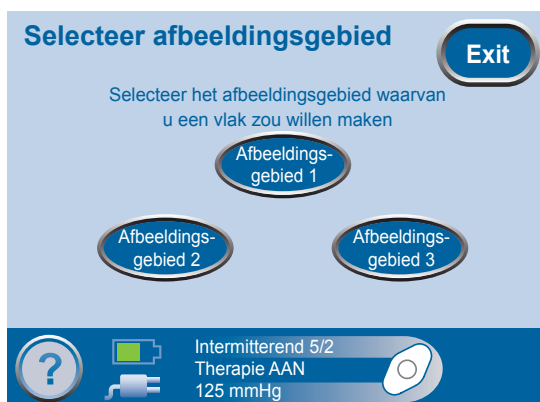 Selecteer afbeeldingsgebied
Exit
Selecteer het afbeeldingsgebied waarvan
u een vlak zou willen maken
Afbeeldings-
gebied 1
Afbeeldings-
gebied 2
Afbeeldings-
gebied 3
?
Intermitterend 5/2
Therapie AAN
125 mmHg